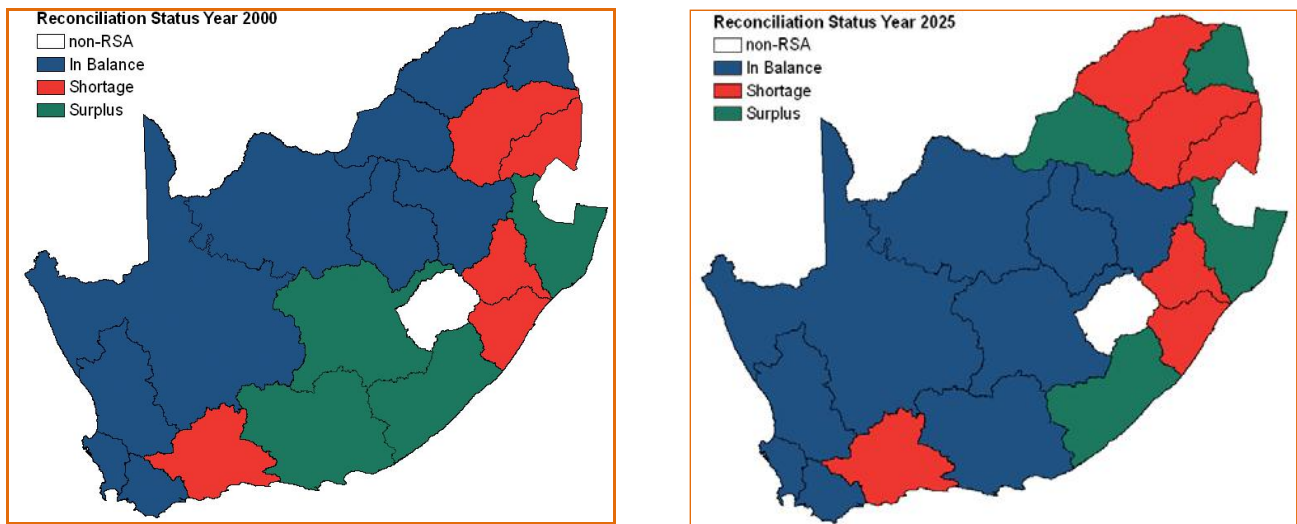 Reconciliation Status Year 2000
non-RSA
In Balance
Shortage
Surplus
Reconciliation Status Year 2025
non-RSA
In Balance
Shortage
Surplus